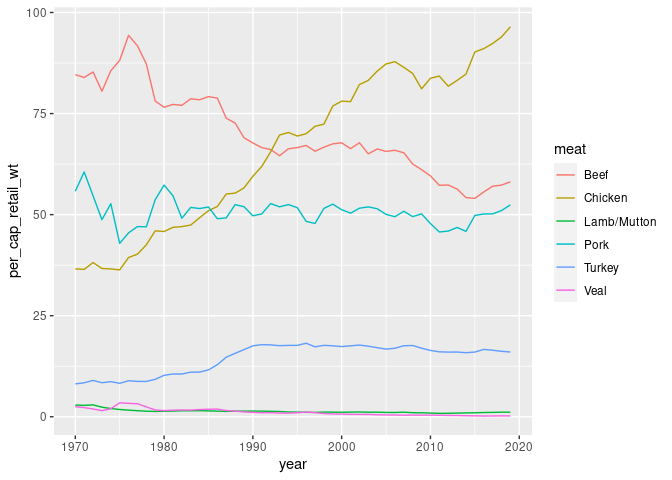 100
75
50
25
0
per_cap_retail_wt
1970
1980
1990
2000
2010
2020
year
meat
Beef
Chicken
Lamb/Mutton
Pork
Turkey
Veal